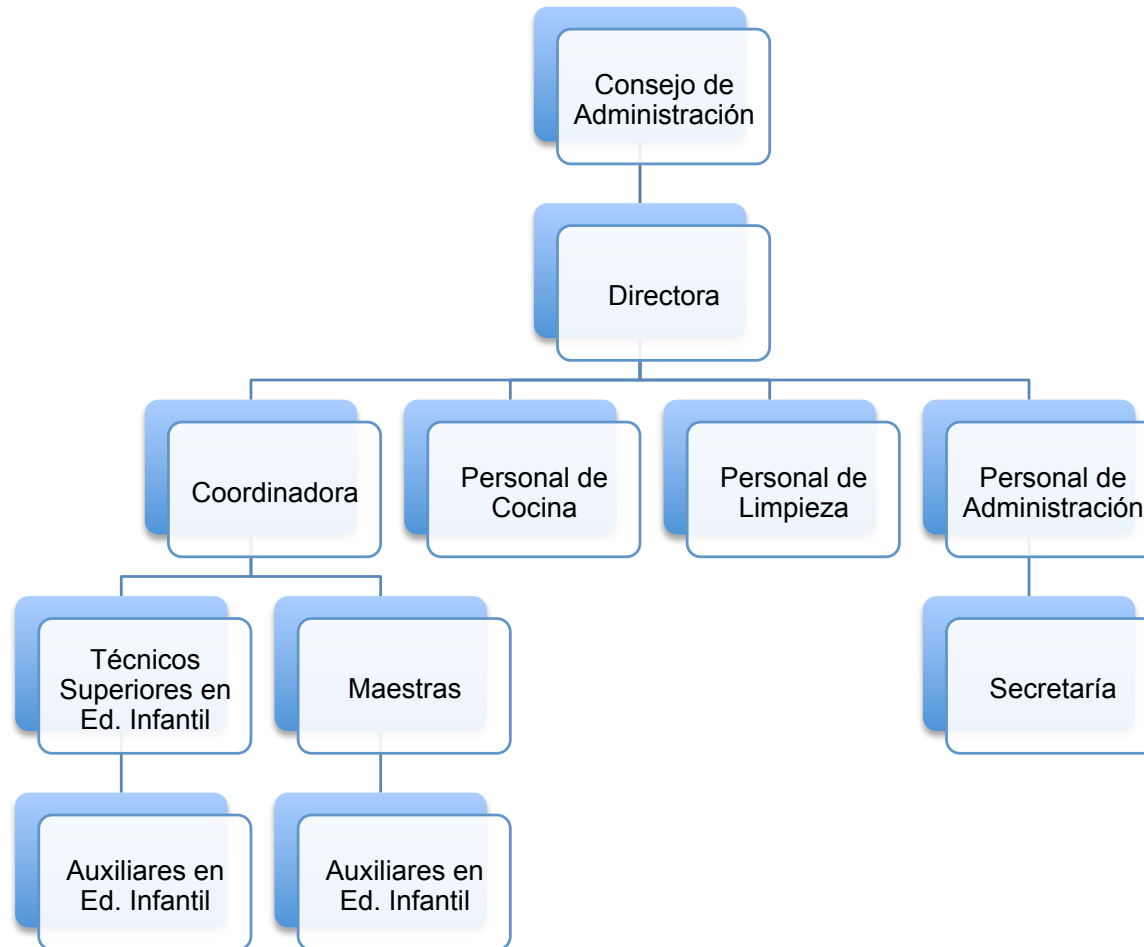 Consejo de
Administración
Directora
Coordinadora
Personal de
Cocina
Personal de
Limpieza
Personal de
Administración
Técnicos
Superiores en
Ed. Infantil
Maestras
Secretaría
Auxiliares en
Ed. Infantil
Auxiliares en
Ed. Infantil